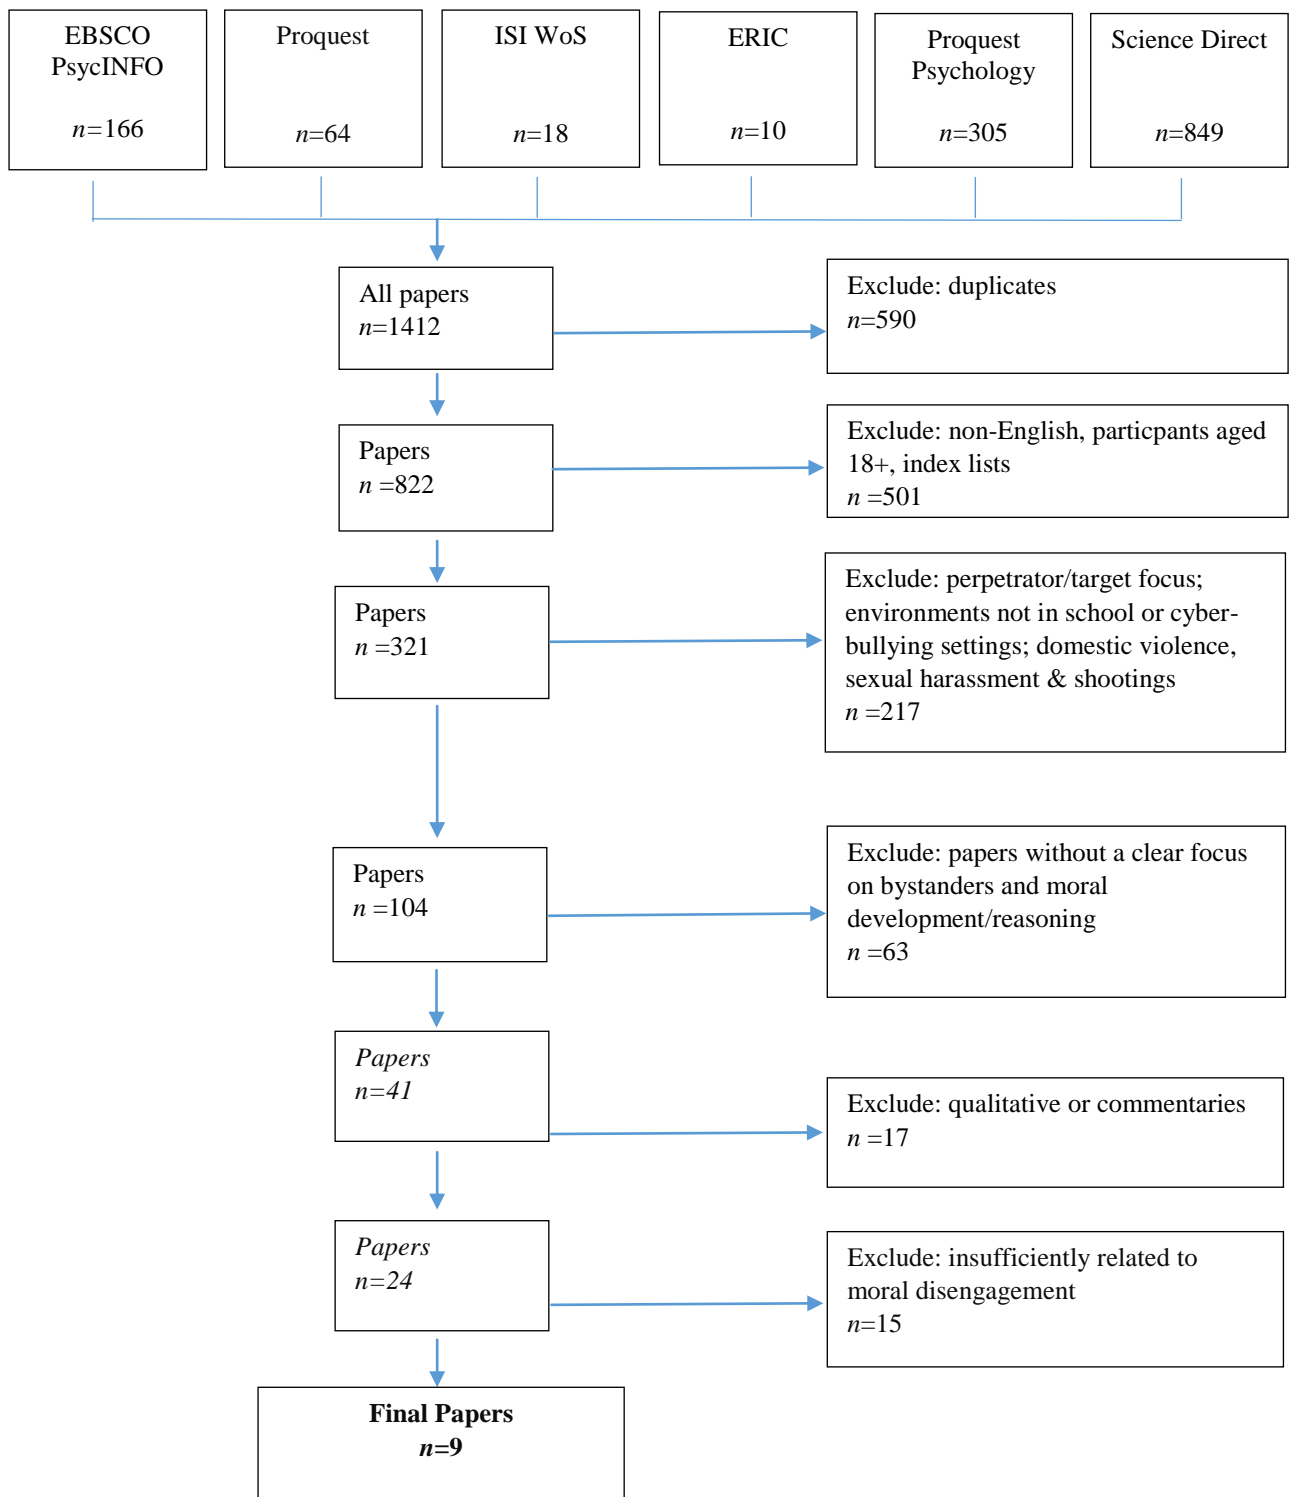 EBSCO
PsycINFO
n=166
Proquest
n=64
ISI WoS
n=18
ERIC
n=10
Proquest
Psychology
n=305
Science Direct
n=849
All papers
n=1412
Exclude: duplicates
n=590
Papers
n =822
Exclude: non-English, particpants aged
18+, index lists
n =501
Papers
n =321
Exclude: perpetrator/target focus;
environments not in school or cyber-
bullying settings; domestic violence,
sexual harassment & shootings
n =217
Papers
n =104
Exclude: papers without a clear focus
on bystanders and moral
development/reasoning
n =63
Papers
n=41
Exclude: qualitative or commentaries
n =17
Papers
n=24
Exclude: insufficiently related to
moral disengagement
n=15
Final Papers
n=9